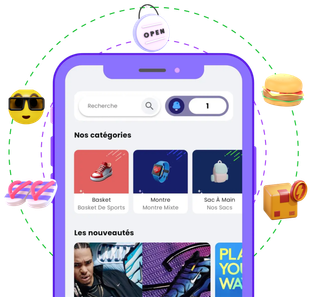 OPEN
Recherche
1
Nos catégories
Basket
Montre
Sac À Main
Basket De Sports
Montre Mixte
Nos Sacs
Les nouveautés
PLA
YOU
WAY